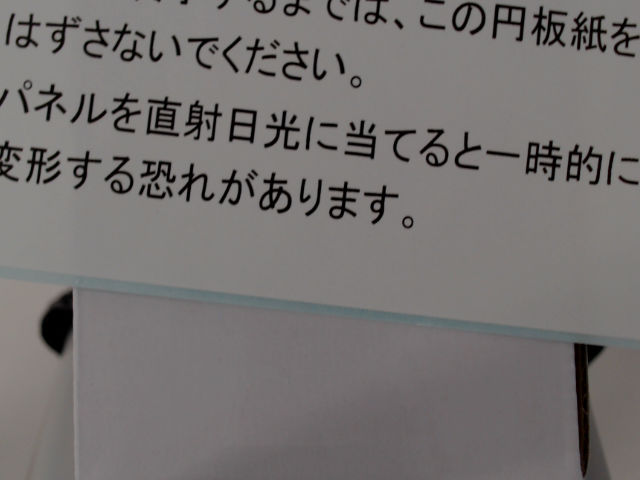 するまでは、この円板紙を
はずさないでください。
パネルを直射日光に当てると一時的に
変形する恐れがあります。